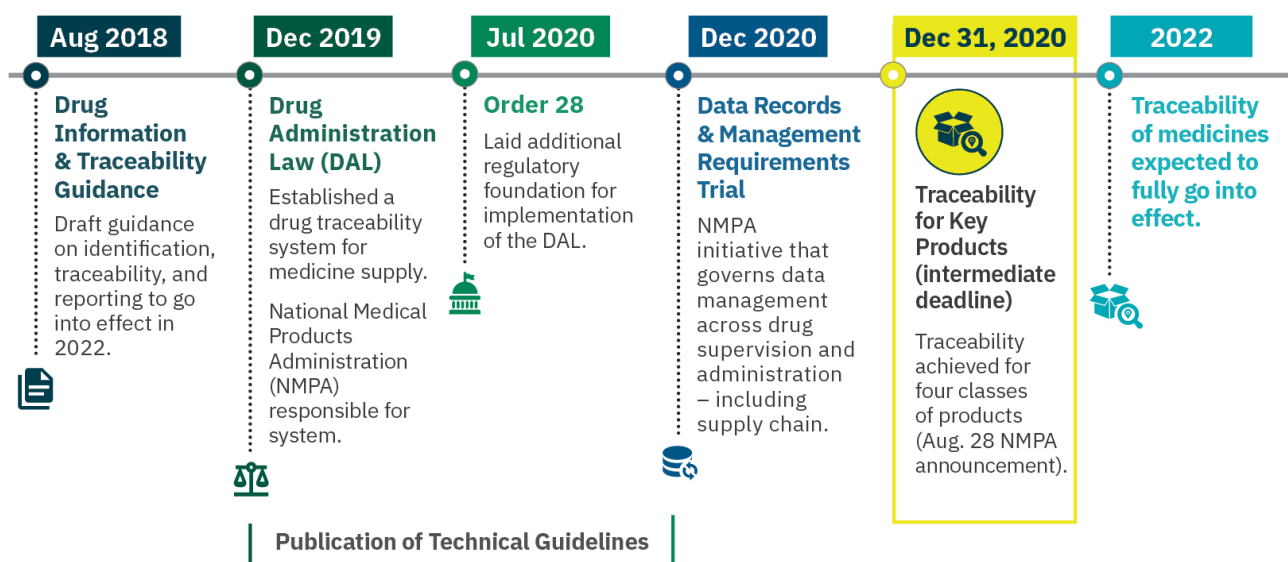 Aug 2018
Drug
Information
& Traceability
Guidance
Draft guidance
on identification,
traceability, and
reporting to go
into effect in
2022.
Dec 2019
Drug
Administration
Law (DAL)
Established a
drug traceability
system for
medicine supply.
National Medical
Products
Administration
(NMPA)
responsible for
system.
Jul 2020
Order 28
Laid additional
regulatory
foundation for
implementation
of the DAL.
Dec 2020
Data Records
& Management
Requirements
Trial
NMPA
initiative that
governs data
management
across drug
supervision and
administration
– including
supply chain.
Dec 31, 2020
Traceability
for Key
Products
(intermediate
deadline)
Traceability
achieved for
four classes
of products
(Aug. 28 NMPA
announcement).
2022
Traceability
of medicines
expected to
fully go into
effect.
Publication of Technical Guidelines